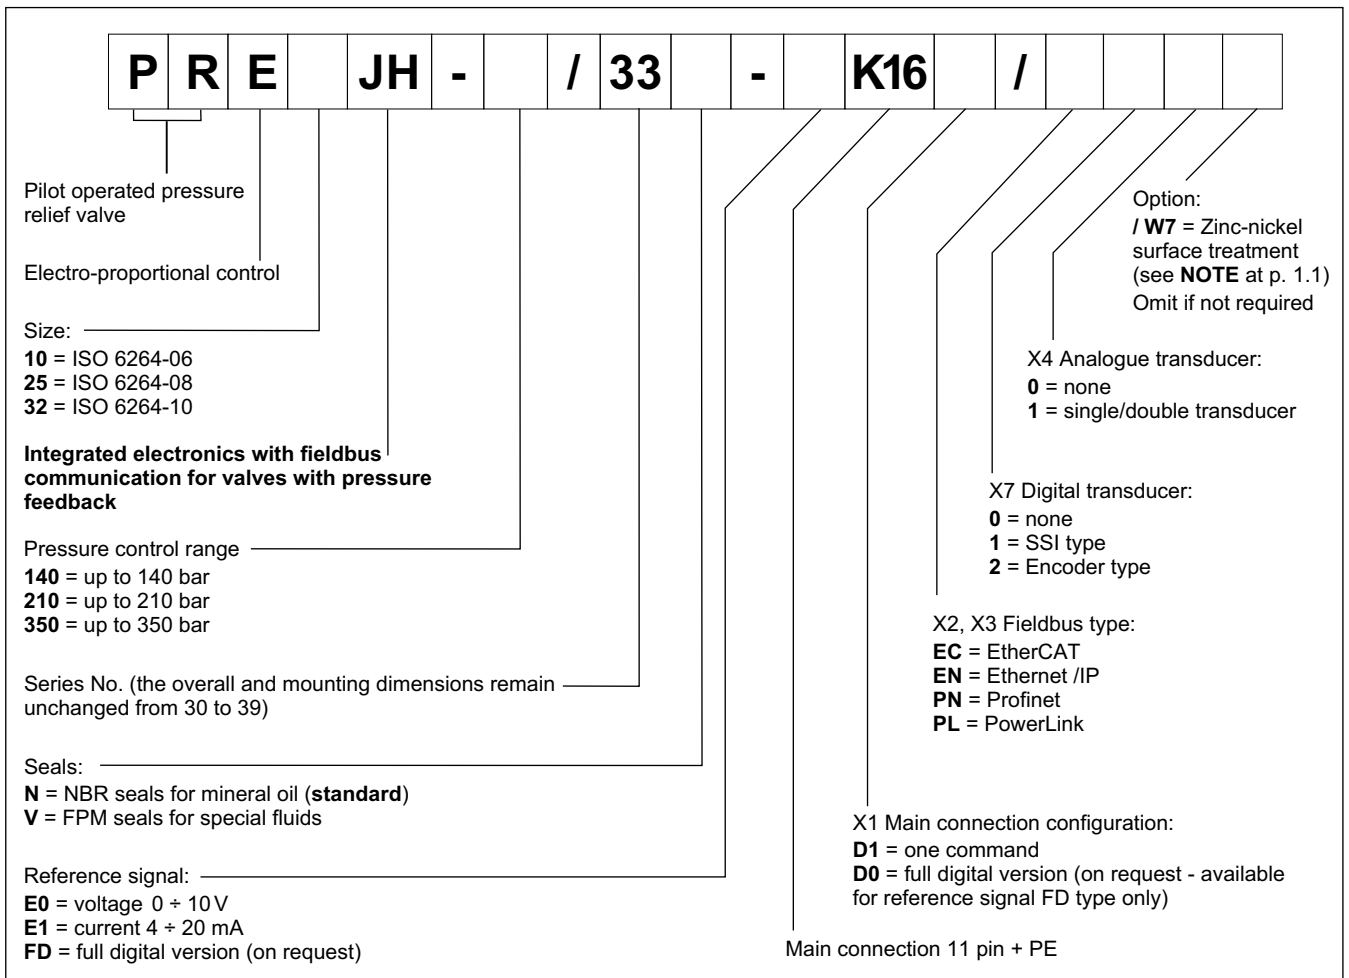 P R E JH - / 33 - K16 /
Pilot operated pressure
relief valve
Electro-proportional control
Size:
10 = ISO 6264-06
25 = ISO 6264-08
32 = ISO 6264-10
Integrated electronics with fieldbus
communication for valves with pressure
feedback
Pressure control range
140 = up to 140 bar
210 = up to 210 bar
350 = up to 350 bar
Series No. (the overall and mounting dimensions remain
unchanged from 30 to 39)
Seals:
N = NBR seals for mineral oil (standard)
V = FPM seals for special fluids
Reference signal:
E0 = voltage 0 ÷ 10 V
E1 = current 4 ÷ 20 mA
FD = full digital version (on request)
Option:
/ W7 = Zinc-nickel
surface treatment
(see NOTE at p. 1.1)
Omit if not required
X4 Analogue transducer:
0 = none
1 = single/double transducer
X7 Digital transducer:
0 = none
1 = SSI type
2 = Encoder type
X2, X3 Fieldbus type:
EC = EtherCAT
EN = Ethernet /IP
PN = Profinet
PL = PowerLink
X1 Main connection configuration:
D1 = one command
D0 = full digital version (on request - available
for reference signal FD type only)
Main connection 11 pin + PE